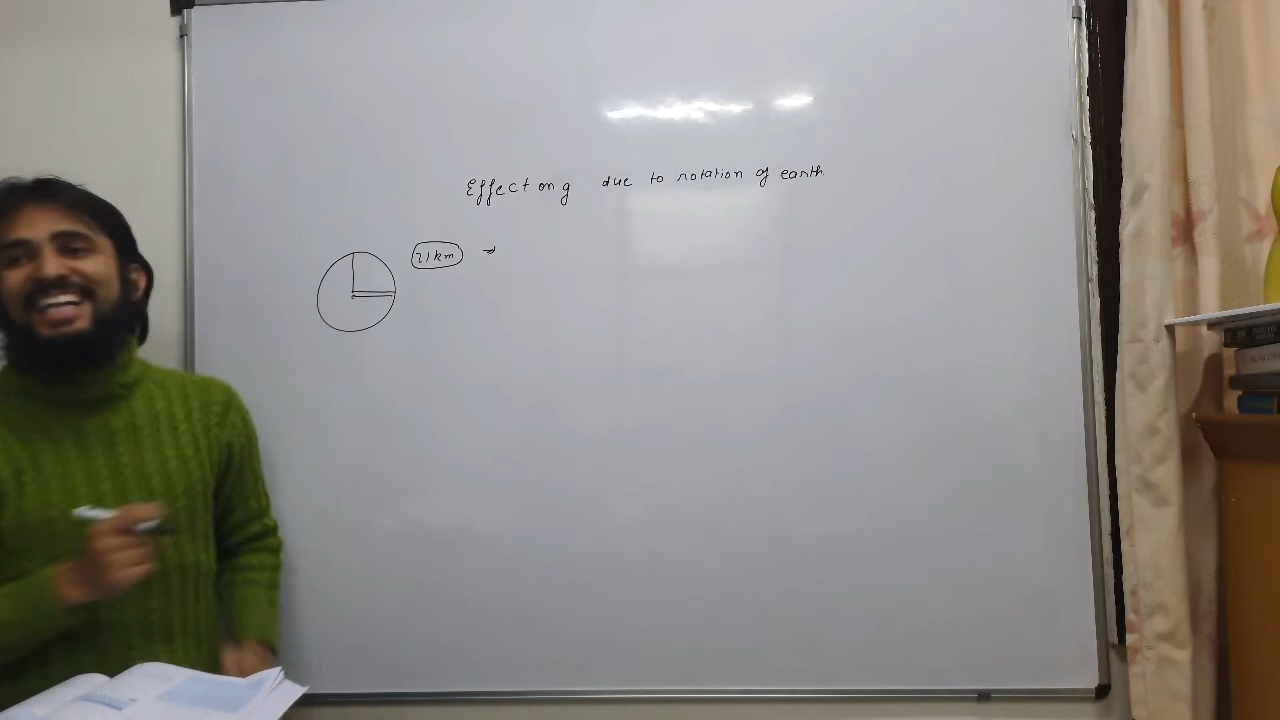 Effect on g due to rotation of earth
21km →